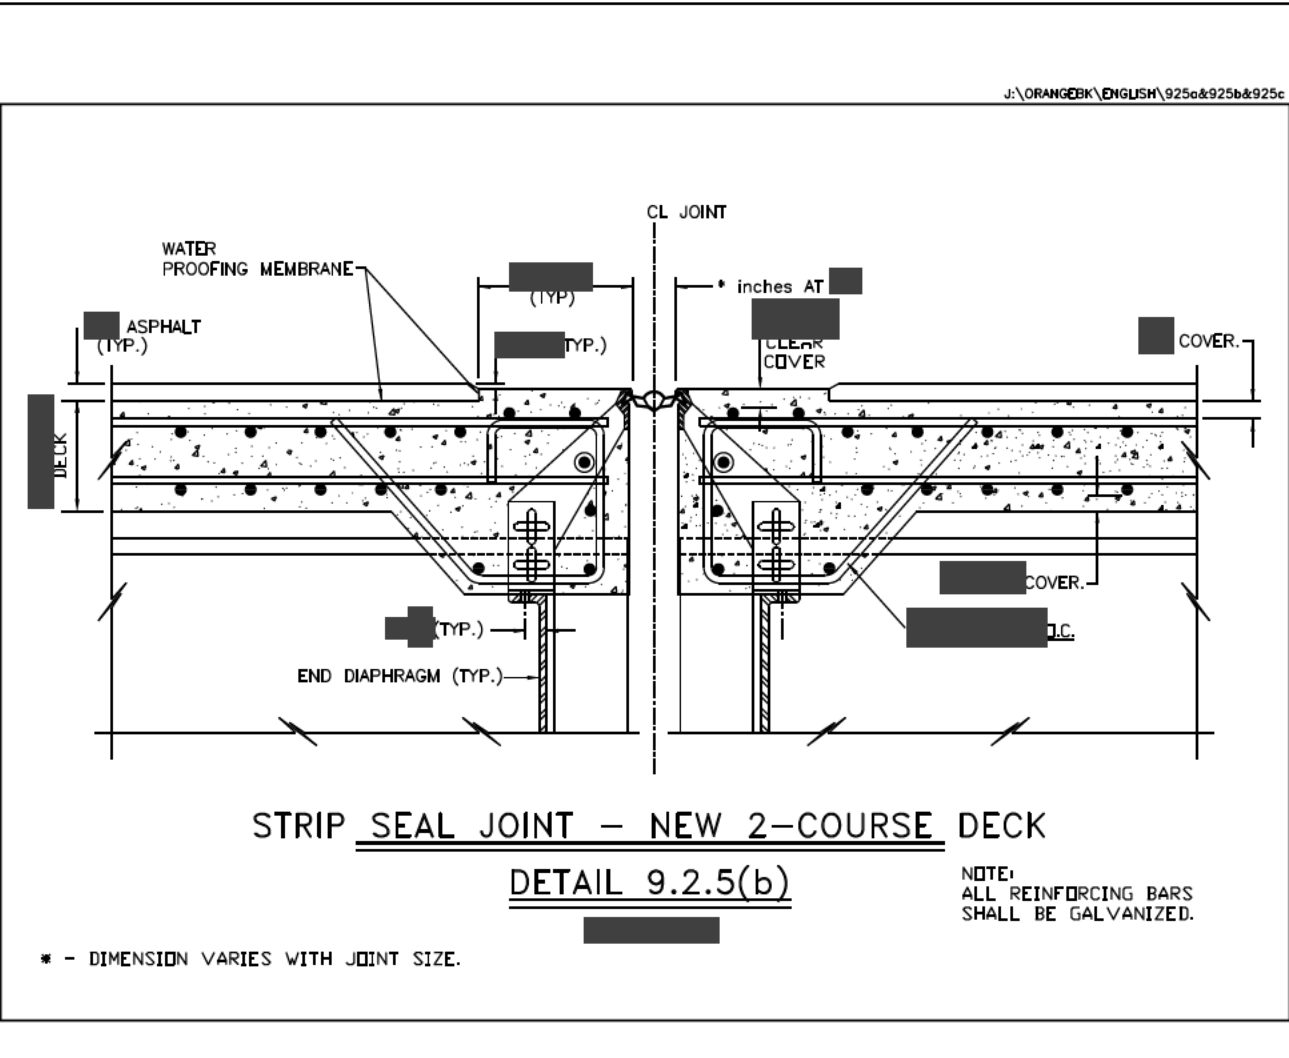 J:\ORANGEBK\ENGLISH\925a&925b&925c
CL JOINT
WATER
PROOFING MEMBRANE
* inches AT
(TYP)
ASPHALT
(TYP.)
TYP.)
CLEAR
COVER
COVER.
DECK
COVER.
(TYP.)
O.C.
END DIAPHRAGM (TYP.)
STRIP SEAL JOINT - NEW 2-COURSE DECK
DETAIL 9.2.5(b)
NOTE:
ALL REINFORCING BARS
SHALL BE GALVANIZED.
* - DIMENSION VARIES WITH JOINT SIZE.